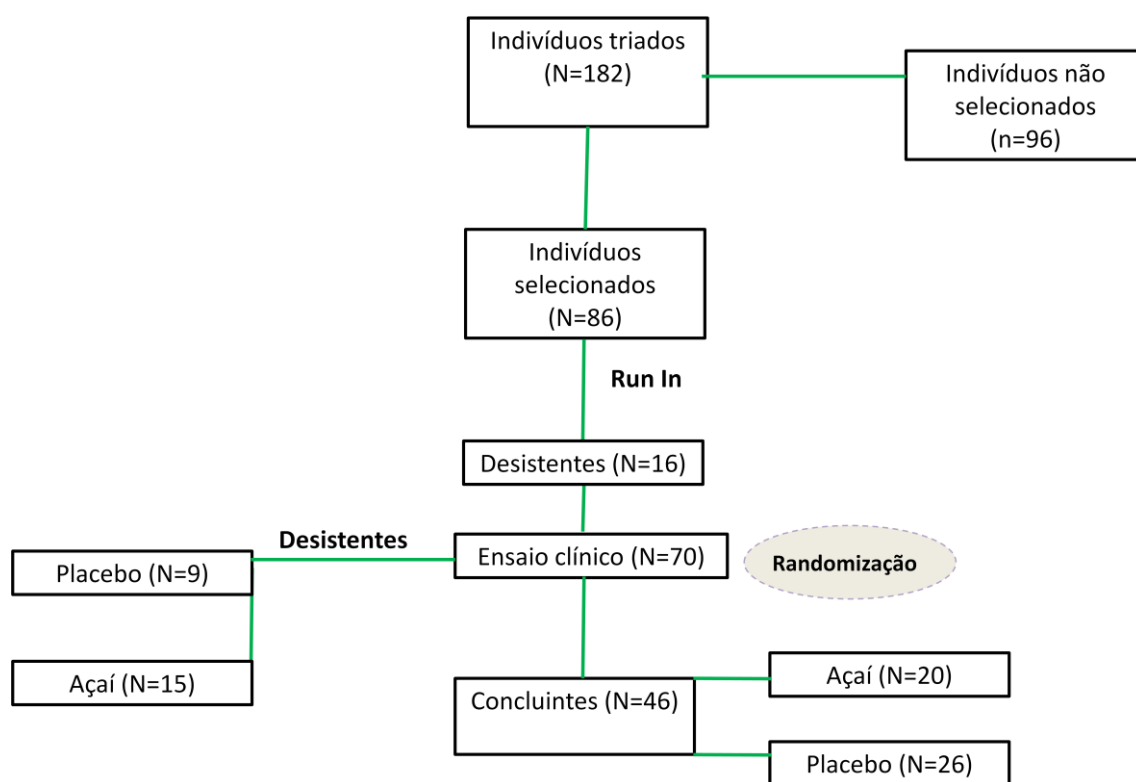 Indivíduos triados
(N=182)
Indivíduos não
selecionados
(n=96)
Indivíduos
selecionados
(N=86)
Run In
Desistentes (N=16)
Desistentes
Ensaio clínico (N=70)
Randomização
Placebo (N=9)
Açaí (N=15)
Concluintes (N=46)
Açaí (N=20)
Placebo (N=26)